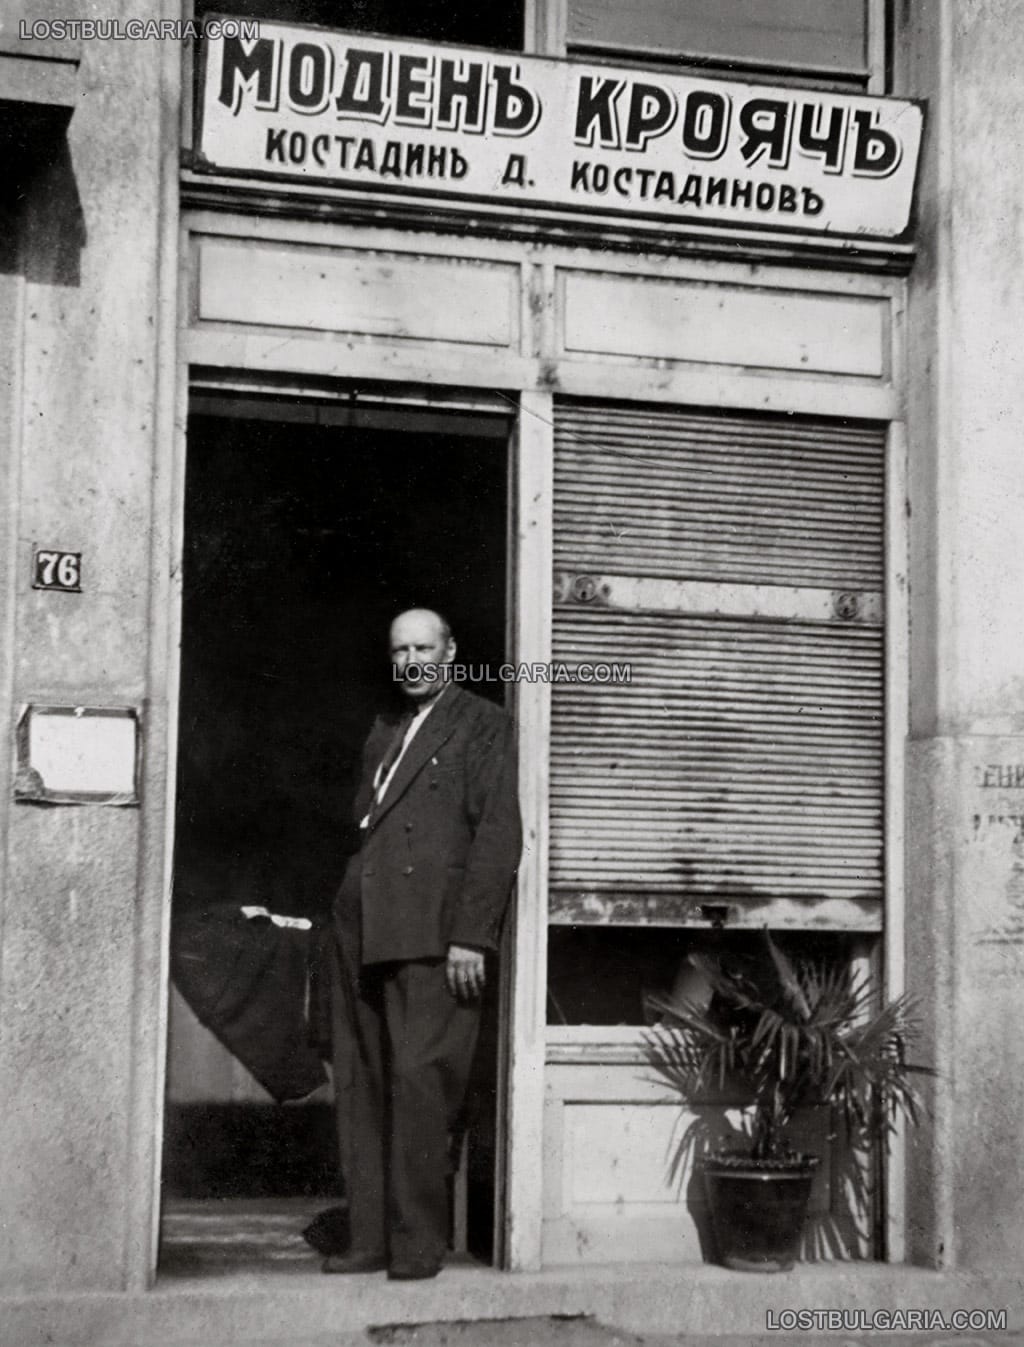 LOSTBULGARIA.COM
МОДЕНЪ КРОЯЧЪ
КОСТАДИНЪ Д. КОСТАДИНОВЪ
76
LOSTBULGARIA.COM
LOSTBULGARIA.COM